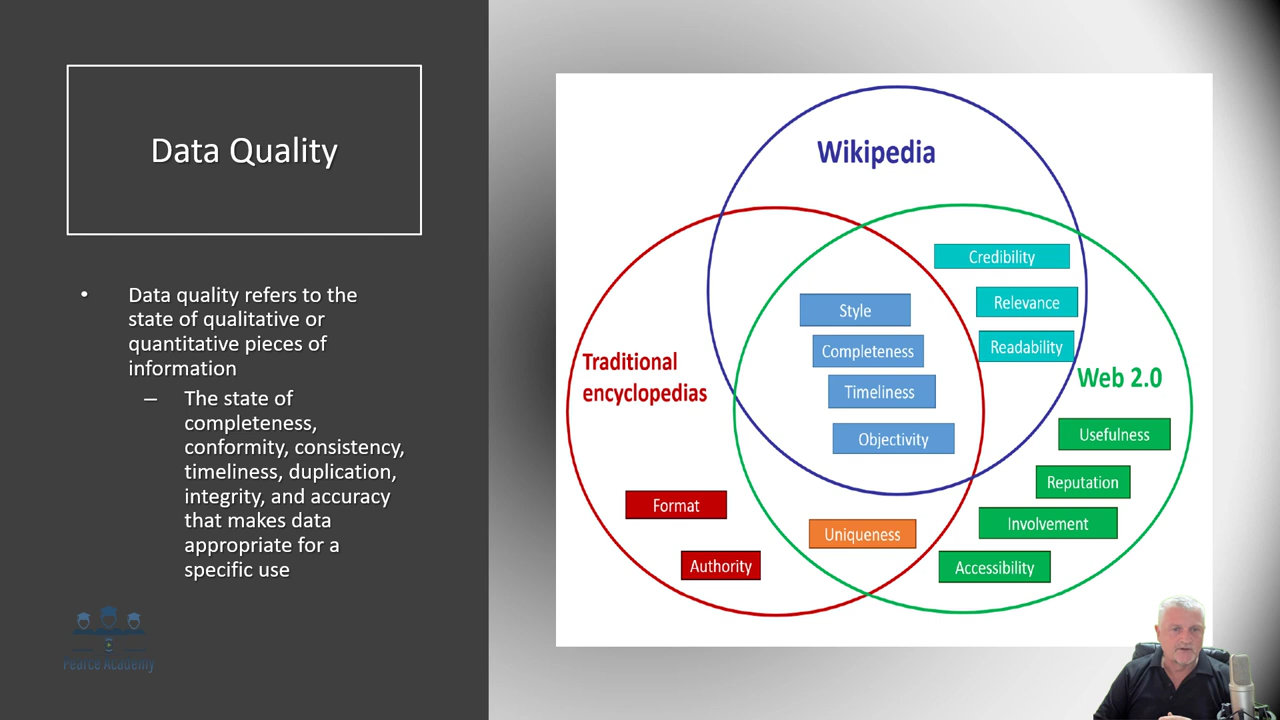 Data Quality
• Data quality refers to the
state of qualitative or
quantitative pieces of
information
– The state of
completeness,
conformity, consistency,
timeliness, duplication,
integrity, and accuracy
that makes data
appropriate for a
specific use
Pearce Academy
Wikipedia
Credibility
Relevance
Readability
Style
Completeness
Timeliness
Objectivity
Traditional
encyclopedias
Web 2.0
Usefulness
Reputation
Involvement
Accessibility
Format
Authority
Uniqueness